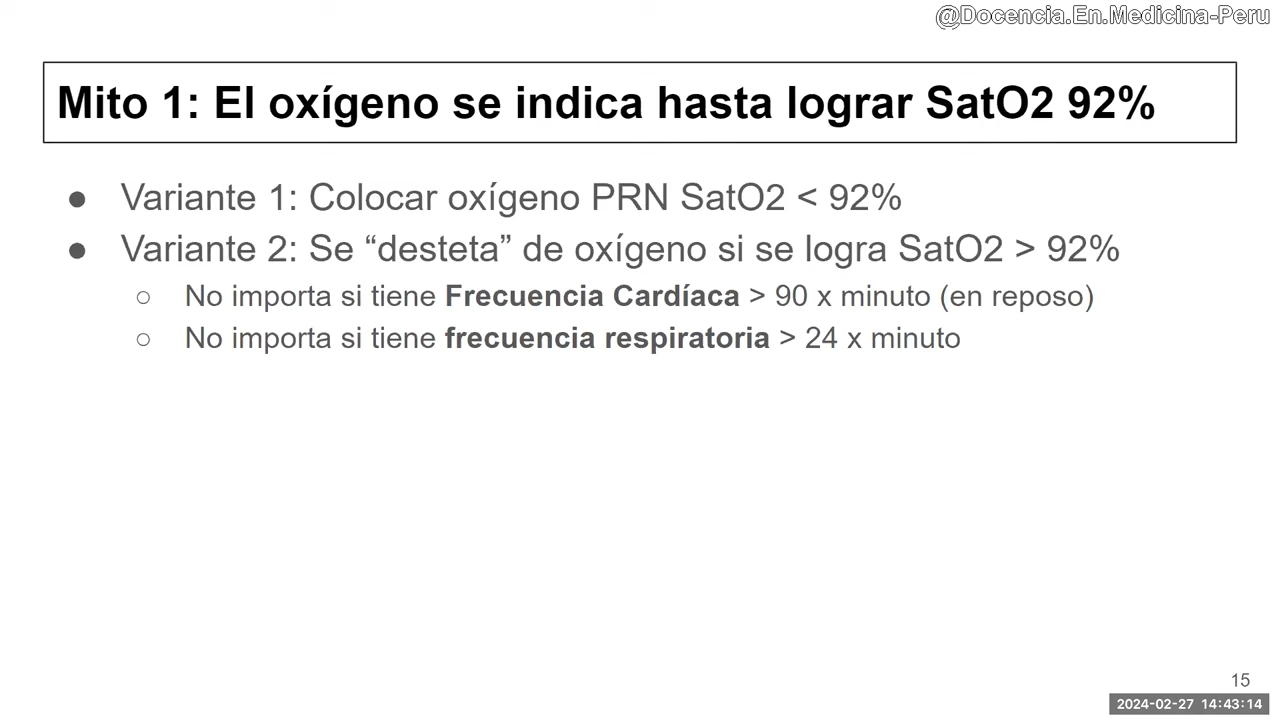 @Docencia.En.Medicina-Peru
Mito 1: El oxígeno se indica hasta lograr SatO2 92%
● Variante 1: Colocar oxígeno PRN SatO2 < 92%
● Variante 2: Se “desteta” de oxígeno si se logra SatO2 > 92%
○ No importa si tiene Frecuencia Cardíaca > 90 x minuto (en reposo)
○ No importa si tiene frecuencia respiratoria > 24 x minuto
15
2024-02-27 14:43:14